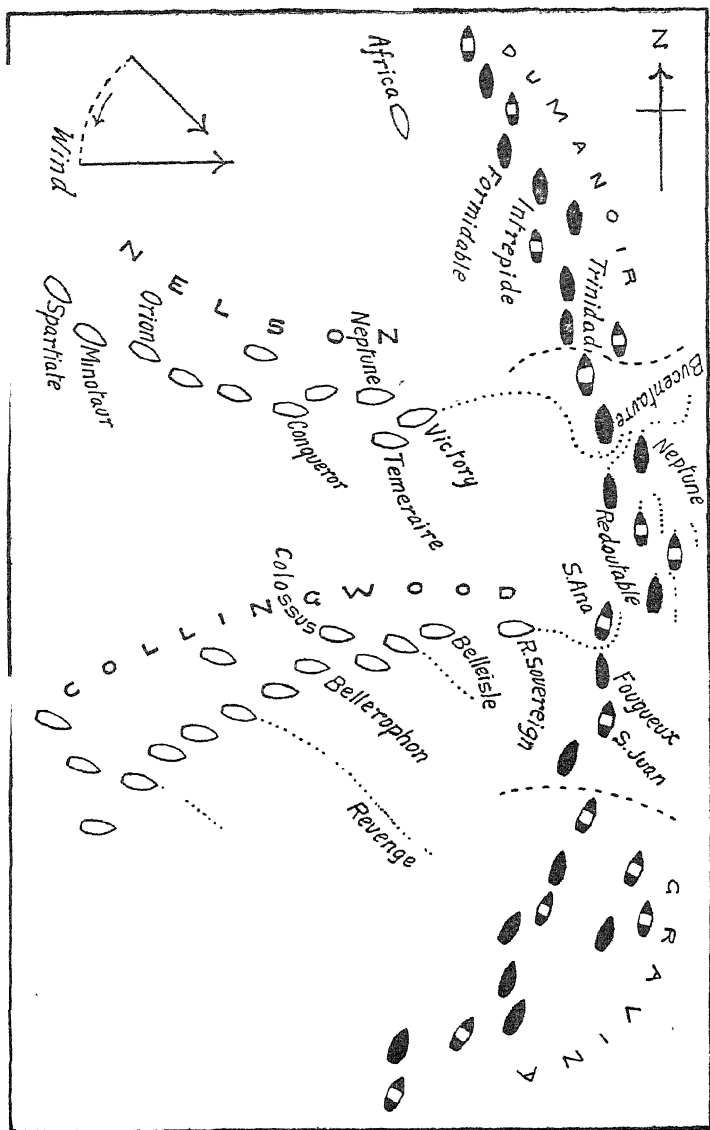 N
DUMANOIR
Africa
Formidable
Intrepide
Trinidad
Bucentaure
Neptune
Redoutable
S.Ana
Fougueux
S.Juan
GRAVINA
Wind
NELSON
Neptune
Victory
Temeraire
Conqueror
Orion
Minotaur
Spartiate
COLLINGWOOD
R.Sovereign
Belleisle
Colossus
Bellerophon
Revenge